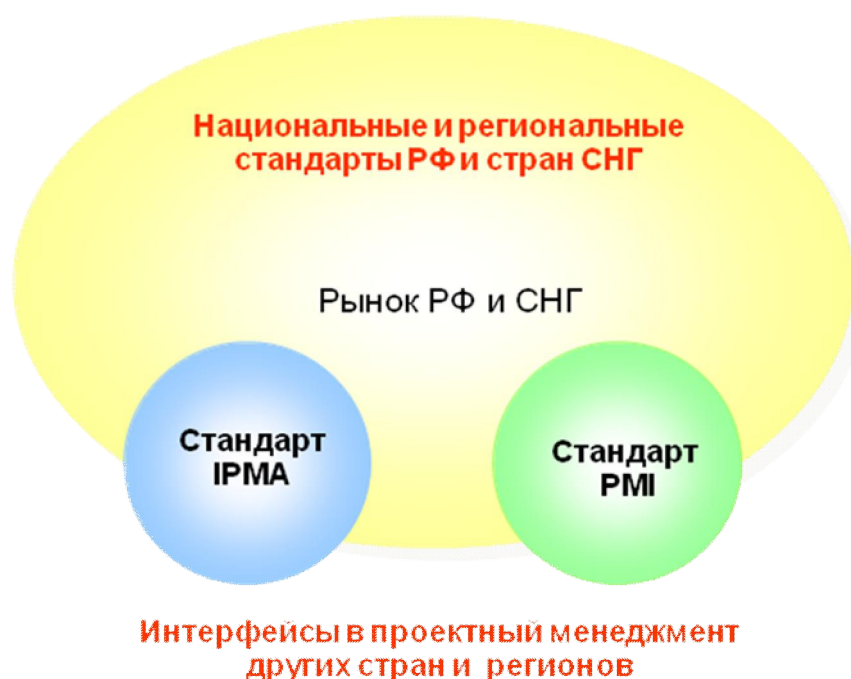 Национальные и региональные
стандарты РФ и стран СНГ
Рынок РФ и СНГ
Стандарт
IPMA
Стандарт
PMI
Интерфейсы в проектный менеджмент
других стран и регионов